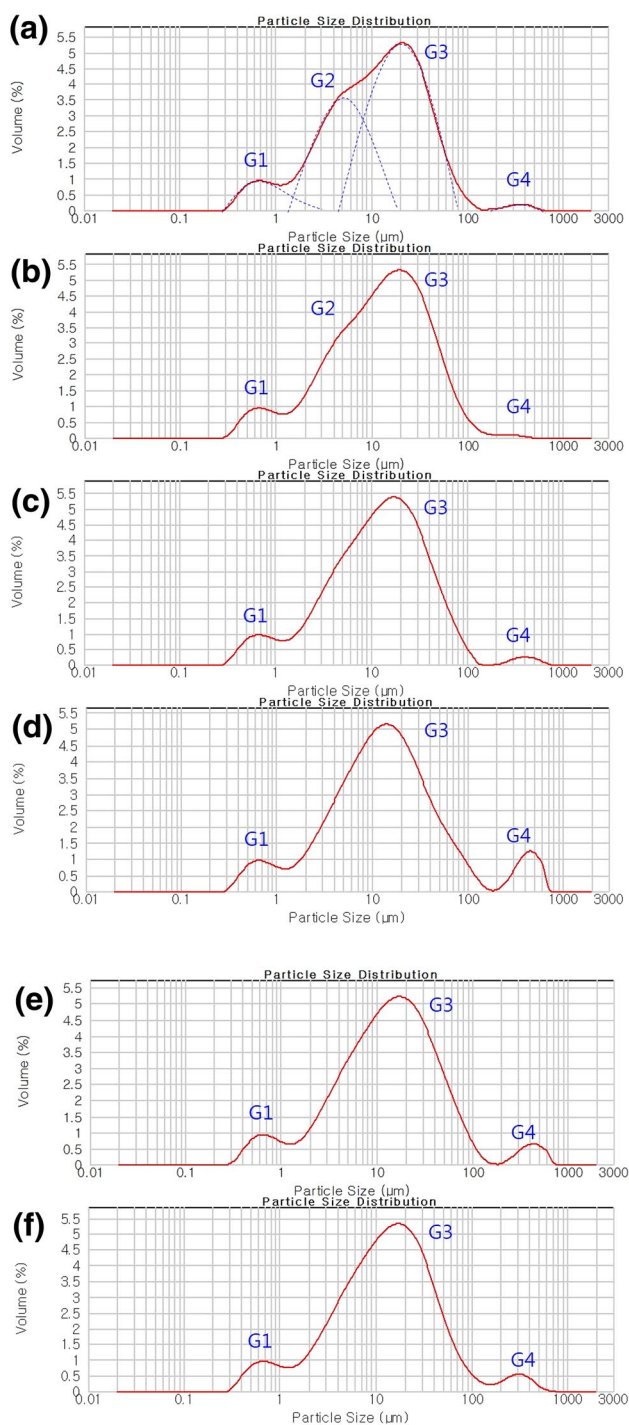 (a)
Particle Size Distribution
Volume (%)
5.5
5
4.5
4
3.5
3
2.5
2
1.5
1
0.5
0
G1
G2
G3
G4
0.01 0.1 1 10 100 1000 3000
Particle Size (µm)
(b)
Particle Size Distribution
Volume (%)
5.5
5
4.5
4
3.5
3
2.5
2
1.5
1
0.5
0
G1
G2
G3
G4
0.01 0.1 1 10 100 1000 3000
Particle Size (µm)
(c)
Particle Size Distribution
Volume (%)
5.5
5
4.5
4
3.5
3
2.5
2
1.5
1
0.5
0
G1
G3
G4
0.01 0.1 1 10 100 1000 3000
Particle Size (µm)
(d)
Particle Size Distribution
Volume (%)
5.5
5
4.5
4
3.5
3
2.5
2
1.5
1
0.5
0
G1
G3
G4
0.01 0.1 1 10 100 1000 3000
Particle Size (µm)
(e)
Particle Size Distribution
Volume (%)
5.5
5
4.5
4
3.5
3
2.5
2
1.5
1
0.5
0
G1
G3
G4
0.01 0.1 1 10 100 1000 3000
Particle Size (µm)
(f)
Particle Size Distribution
Volume (%)
5.5
5
4.5
4
3.5
3
2.5
2
1.5
1
0.5
0
G1
G3
G4
0.01 0.1 1 10 100 1000 3000
Particle Size (µm)